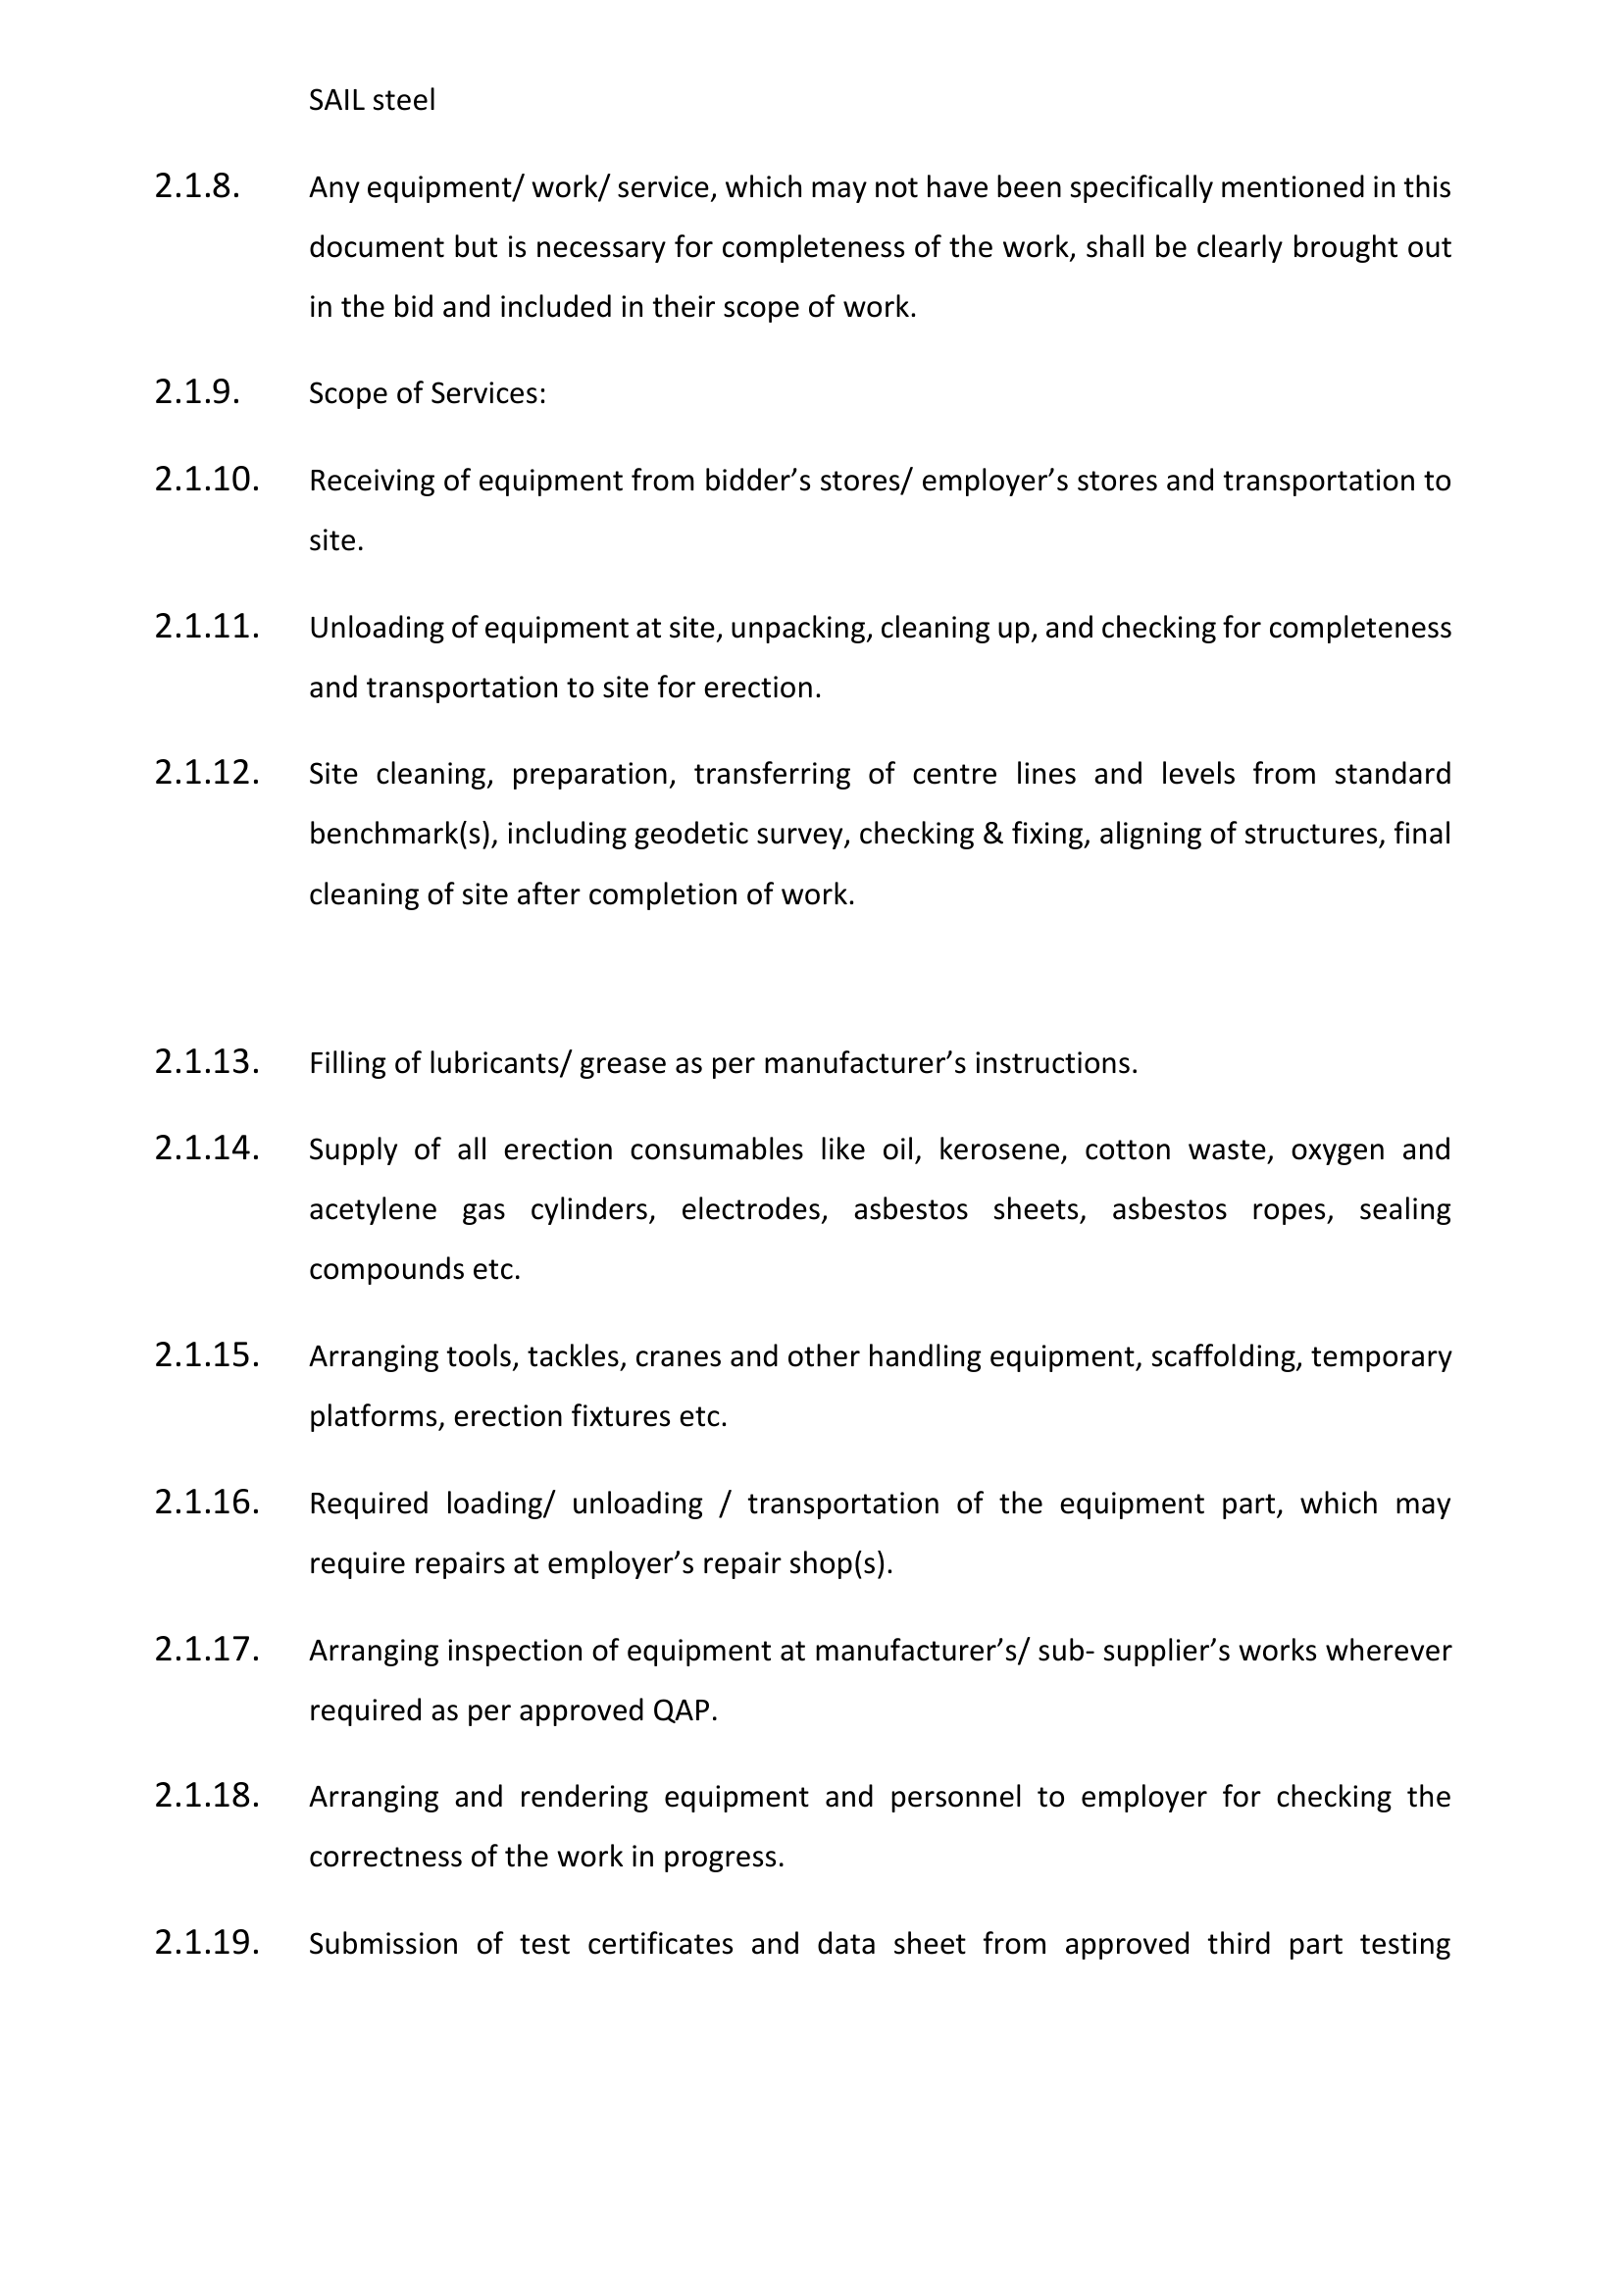 SAIL steel
2.1.8. Any equipment/ work/ service, which may not have been specifically mentioned in this
document but is necessary for completeness of the work, shall be clearly brought out
in the bid and included in their scope of work.
2.1.9. Scope of Services:
2.1.10. Receiving of equipment from bidder’s stores/ employer’s stores and transportation to
site.
2.1.11. Unloading of equipment at site, unpacking, cleaning up, and checking for completeness
and transportation to site for erection.
2.1.12. Site cleaning, preparation, transferring of centre lines and levels from standard
benchmark(s), including geodetic survey, checking & fixing, aligning of structures, final
cleaning of site after completion of work.
2.1.13. Filling of lubricants/ grease as per manufacturer’s instructions.
2.1.14. Supply of all erection consumables like oil, kerosene, cotton waste, oxygen and
acetylene gas cylinders, electrodes, asbestos sheets, asbestos ropes, sealing
compounds etc.
2.1.15. Arranging tools, tackles, cranes and other handling equipment, scaffolding, temporary
platforms, erection fixtures etc.
2.1.16. Required loading/ unloading / transportation of the equipment part, which may
require repairs at employer’s repair shop(s).
2.1.17. Arranging inspection of equipment at manufacturer’s/ sub- supplier’s works wherever
required as per approved QAP.
2.1.18. Arranging and rendering equipment and personnel to employer for checking the
correctness of the work in progress.
2.1.19. Submission of test certificates and data sheet from approved third part testing